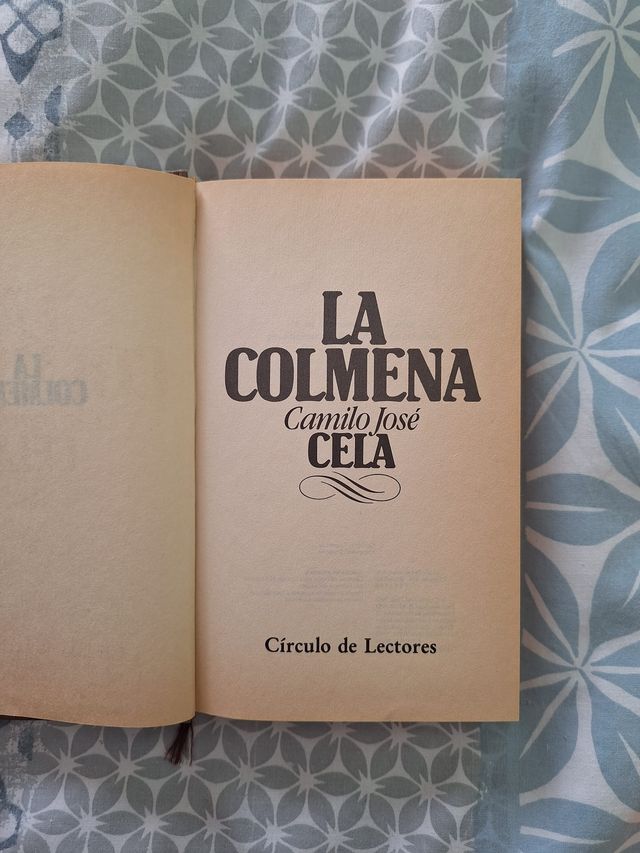 LA
COLMENA
Camilo José
CELA
Círculo de Lectores